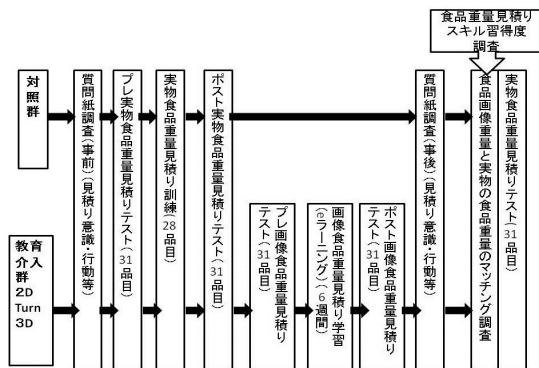 食品重量見積り
スキル習得度
調査
対照群
教育介入群
2D
Turn
3D
質問紙調査(事前)(見積り意識・行動等)
プレ実物食品重量見積りテスト(31品目)
実物食品重量見積り訓練(28品目)
ポスト実物食品重量見積りテスト(31品目)
プレ画像食品重量見積り
テスト(31品目)
画像食品重量見積り学習
(eラーニング)(6週間)
ポスト画像食品重量見積り
テスト(31品目)
質問紙調査(事後)(見積り意識・行動等)
食品画像重量と実物の食品重量のマッチング調査
実物食品重量見積りテスト(31品目)